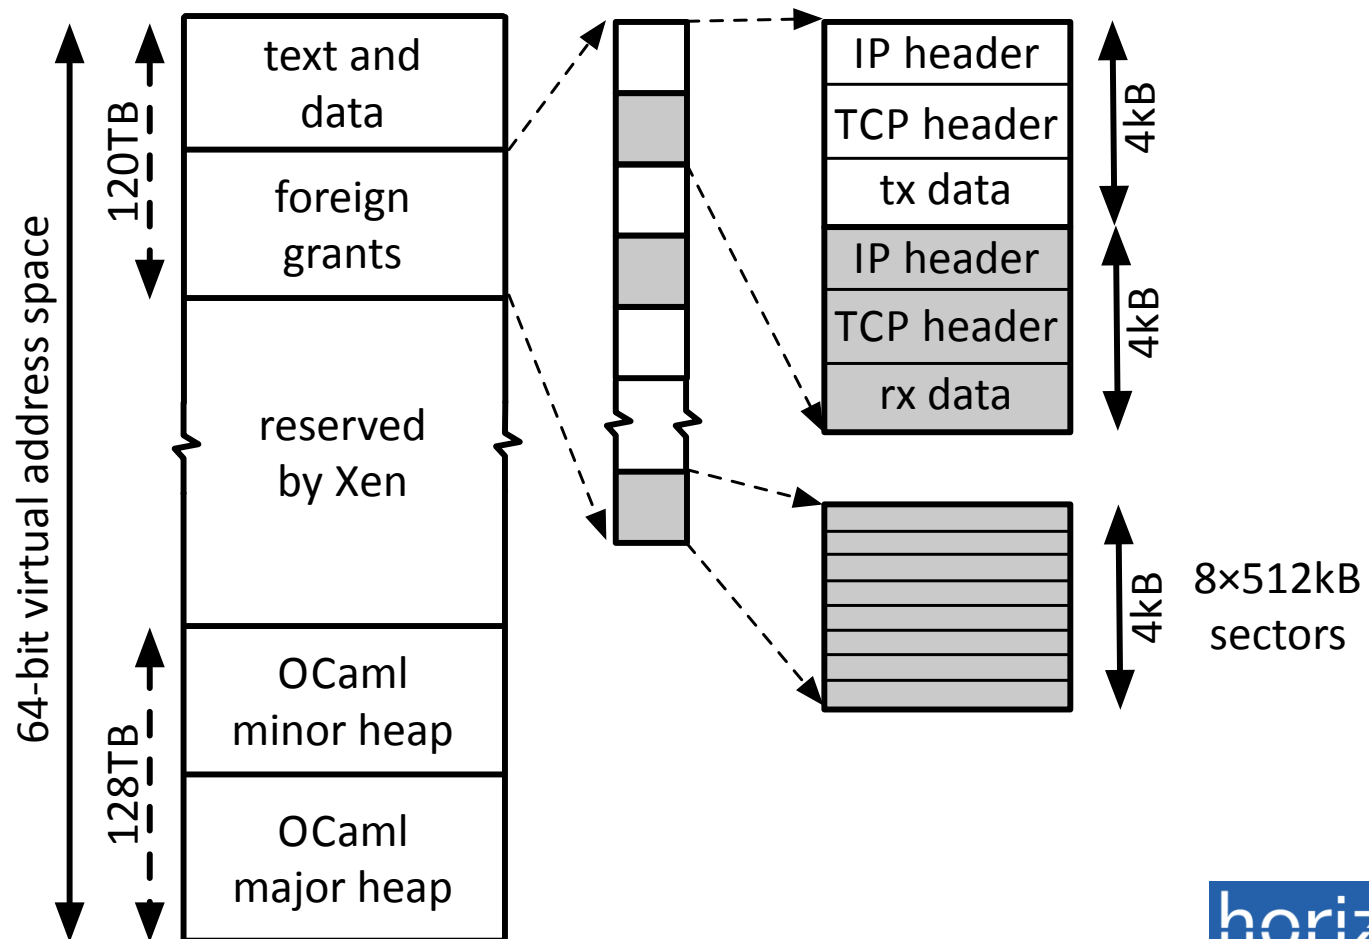 64-bit virtual address space
120TB
128TB
text and
data
foreign
grants
reserved
by Xen
OCaml
minor heap
OCaml
major heap
IP header
TCP header
tx data
IP header
TCP header
rx data
4kB
4kB
4kB
8×512kB
sectors